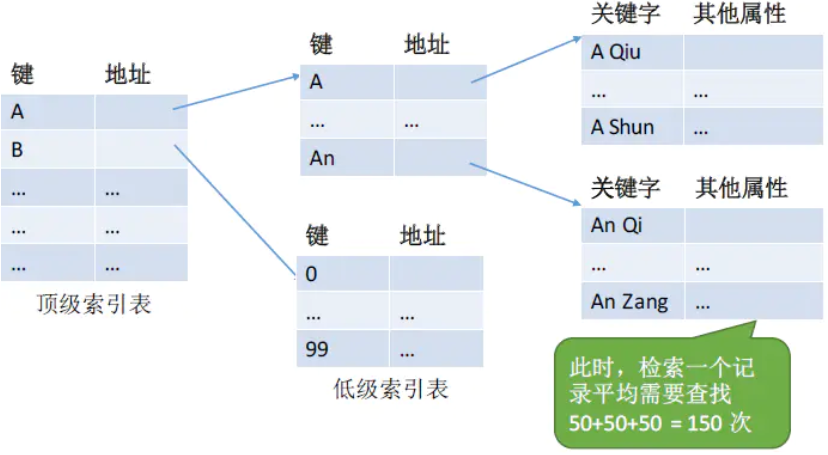 键 地址
A
B
... ...
... ...
... ...
顶级索引表
键 地址
A
... ...
An
键 地址
0
... ...
99 ...
低级索引表
关键字 其他属性
A Qiu
... ...
A Shun ...
关键字 其他属性
An Qi
... ...
An Zang ...
此时，检索一个记
录平均需要查找
50+50+50 = 150 次